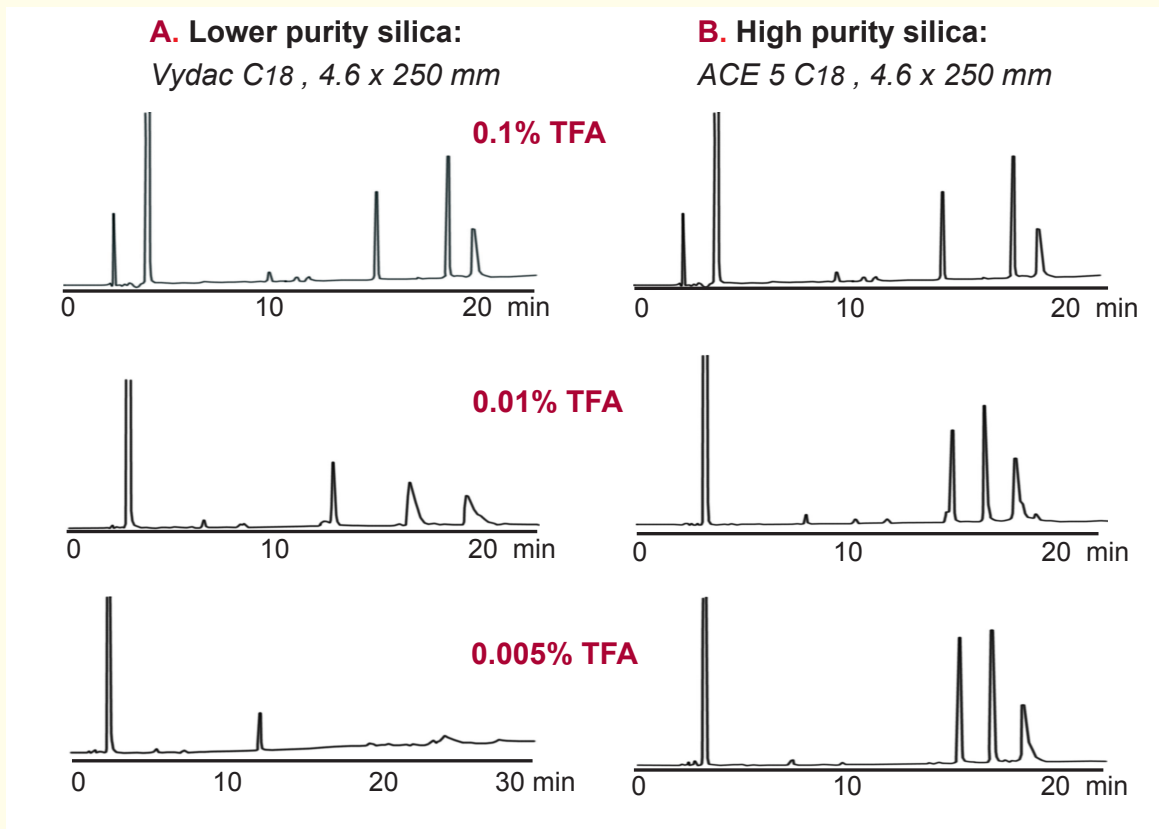 A. Lower purity silica:
Vydac C18 , 4.6 x 250 mm
B. High purity silica:
ACE 5 C18 , 4.6 x 250 mm
0.1% TFA
0 10 20 min
0 10 20 min
0.01% TFA
0 10 20 min
0 10 20 min
0.005% TFA
0 10 20 30 min
0 10 20 min